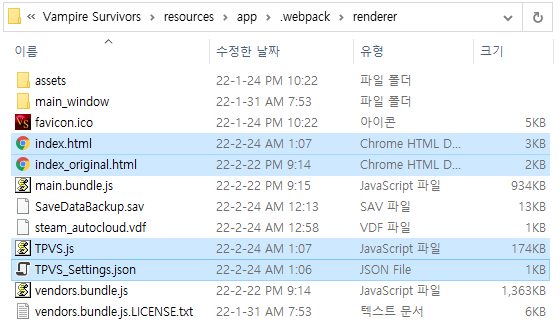 « Vampire Survivors > resources > app > .webpack > renderer
이름 수정한 날짜 유형 크기
assets 22-1-24 PM 10:22 파일 폴더
main_window 22-1-31 AM 7:53 파일 폴더
favicon.ico 22-1-24 PM 10:22 아이콘 5KB
index.html 22-2-24 AM 1:07 Chrome HTML D... 3KB
index_original.html 22-2-22 PM 9:14 Chrome HTML D... 2KB
main.bundle.js 22-2-22 PM 9:15 JavaScript 파일 934KB
SaveDataBackup.sav 22-2-24 AM 12:13 SAV 파일 13KB
steam_autocloud.vdf 22-2-24 AM 12:58 VDF 파일 1KB
TPVS.js 22-2-24 AM 1:07 JavaScript 파일 174KB
TPVS_Settings.json 22-2-24 AM 1:06 JSON File 1KB
vendors.bundle.js 22-2-22 PM 9:14 JavaScript 파일 1,363KB
vendors.bundle.js.LICENSE.txt 22-1-31 AM 7:53 텍스트 문서 6KB